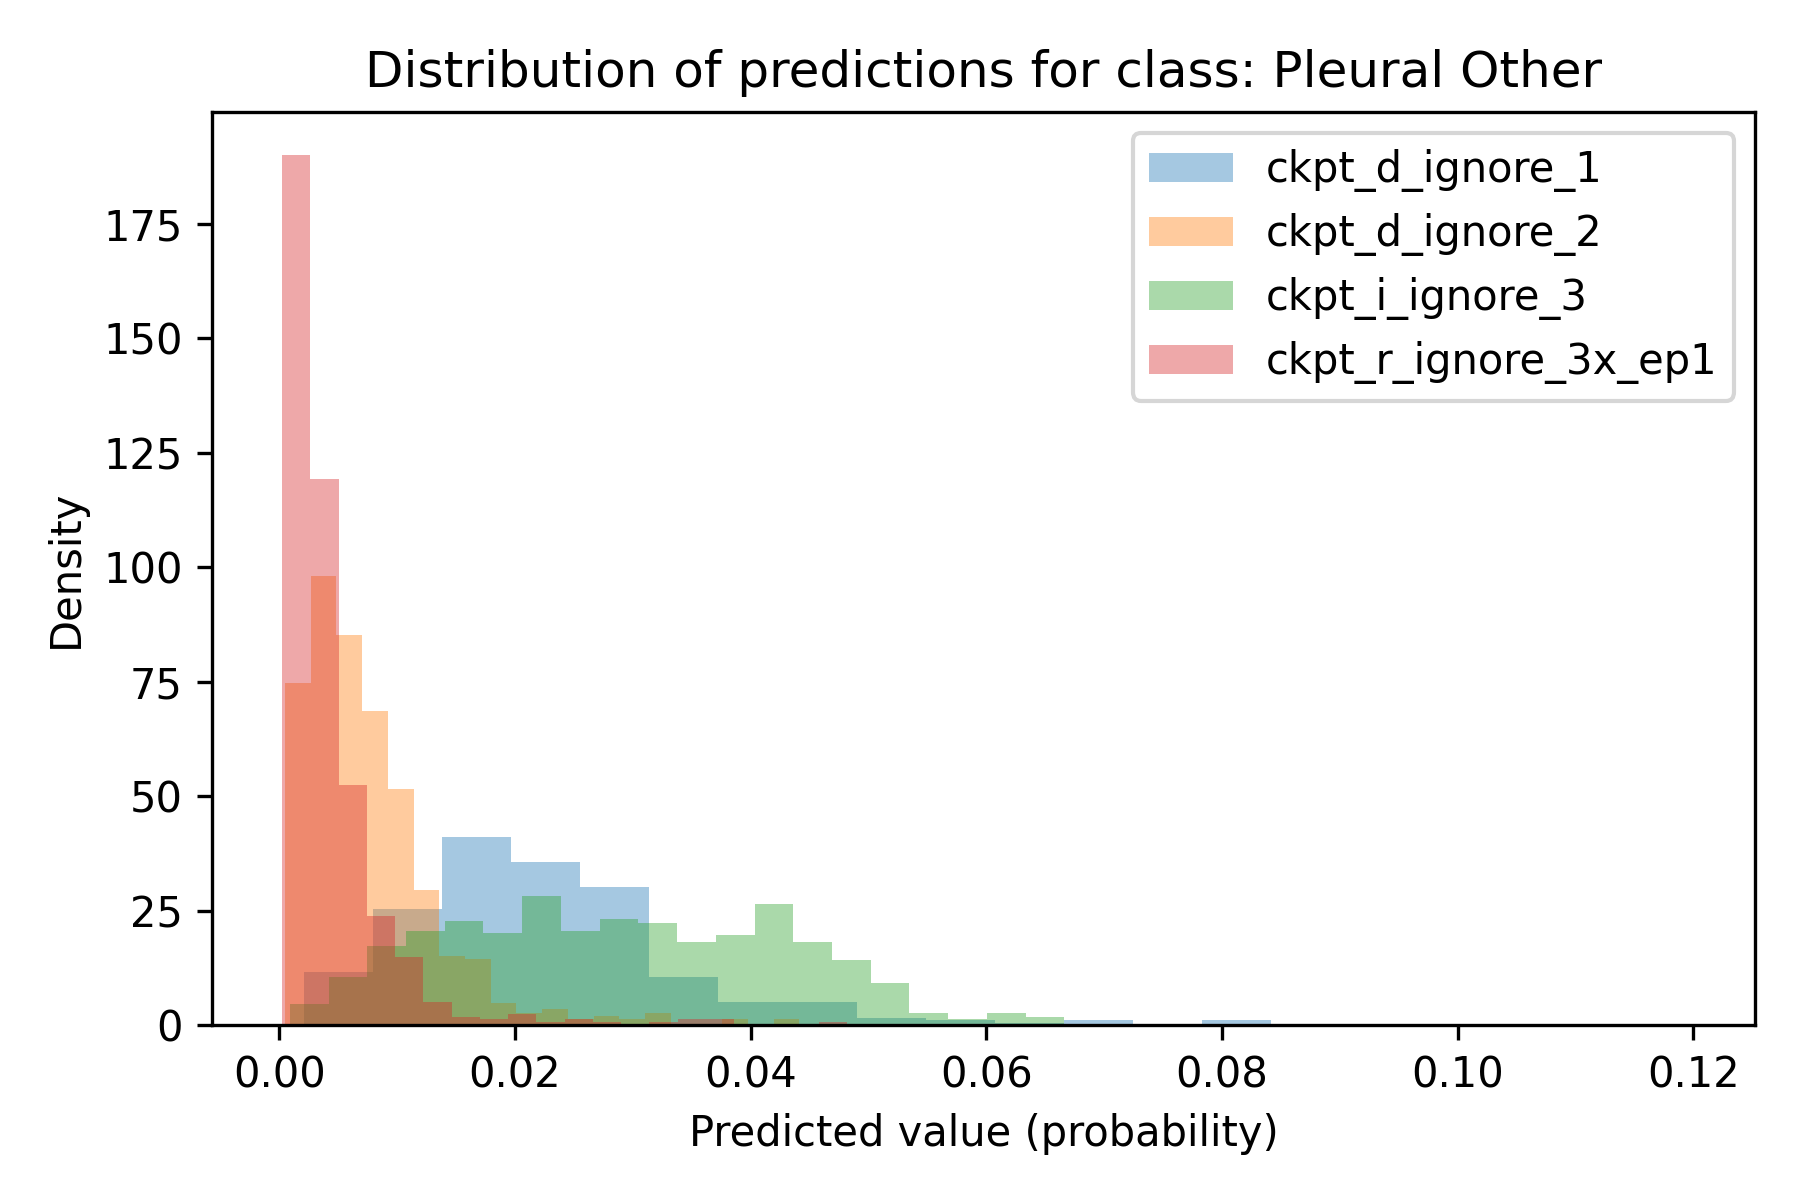 Distribution of predictions for class: Pleural Other
ckpt_d_ignore_1
ckpt_d_ignore_2
ckpt_i_ignore_3
ckpt_r_ignore_3x_ep1
175
150
125
100
75
50
25
0
Density
0.00 0.02 0.04 0.06 0.08 0.10 0.12
Predicted value (probability)